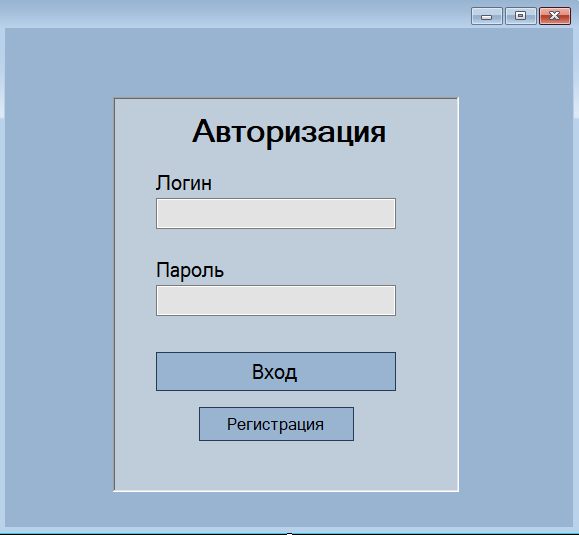 Авторизация
Логин
Пароль
Вход
Регистрация